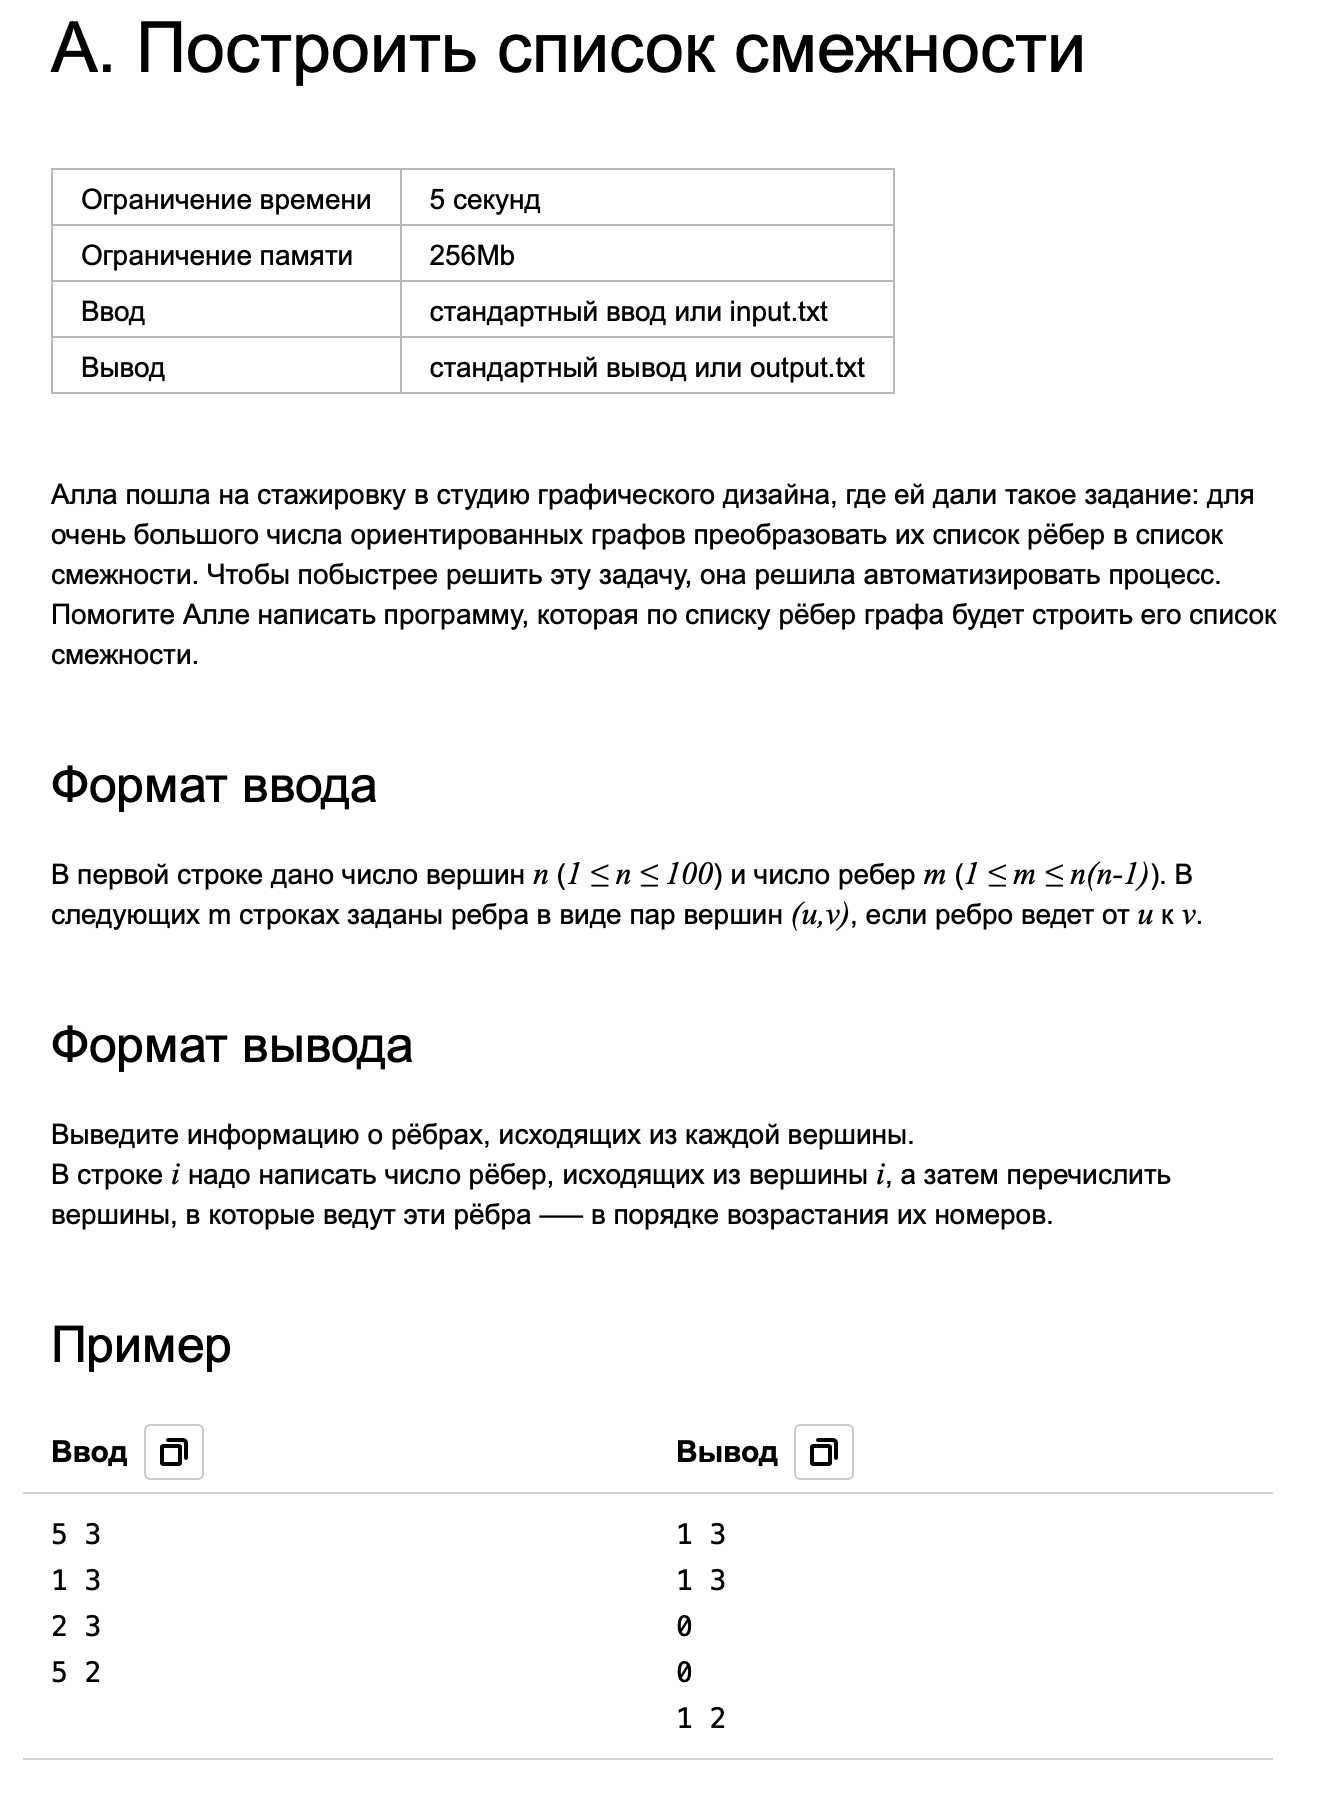 А. Построить список смежности
Ограничение времени 5 секунд
Ограничение памяти 256Mb
Ввод стандартный ввод или input.txt
Вывод стандартный вывод или output.txt
Алла пошла на стажировку в студию графического дизайна, где ей дали такое задание: для
очень большого числа ориентированных графов преобразовать их список рёбер в список
смежности. Чтобы побыстрее решить эту задачу, она решила автоматизировать процесс.
Помогите Алле написать программу, которая по списку рёбер графа будет строить его список
смежности.
Формат ввода
В первой строке дано число вершин n (1 ≤ n ≤ 100) и число ребер m (1 ≤ m ≤ n(n-1)). В
следующих m строках заданы ребра в виде пар вершин (u,v), если ребро ведет от u к v.
Формат вывода
Выведите информацию о рёбрах, исходящих из каждой вершины.
В строке i надо написать число рёбер, исходящих из вершины i, а затем перечислить
вершины, в которые ведут эти рёбра –— в порядке возрастания их номеров.
Пример
Ввод Вывод
5 3 1 3
1 3 1 3
2 3 0
5 2 0
1 2